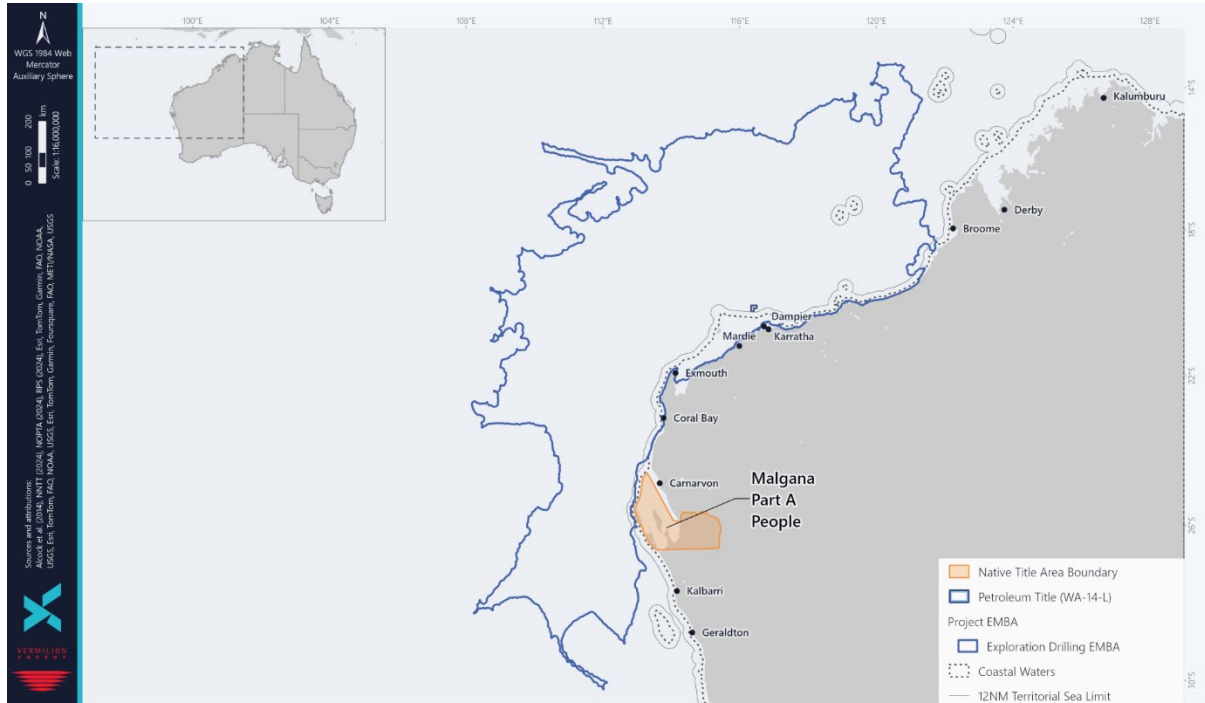 N
WGS 1984 Web
Mercator
Auxiliary Sphere
0 50 100 200
km
Scale: 1:16,000,000
Sources and attributions:
Alcock et al. (2014), NNTT (2024), NOPTA (2024), RPS (2024), Esri, TomTom, Garmin, FAO, NOAA,
USGS, Esri, TomTom, FAO, NOAA, USGS, Esri, TomTom, Garmin, Foursquare, FAO, METI/NASA, USGS
VERMILION
ENERGY
100°E
104°E
108°E
112°E
116°E
120°E
124°E
128°E
14°S
18°S
22°S
26°S
30°S
Kalumburu
Derby
Broome
Dampier
Karratha
Mardie
Exmouth
Coral Bay
Carnarvon
Malgana
Part A
People
Kalbarri
Geraldton
Native Title Area Boundary
Petroleum Title (WA-14-L)
Project EMBA
Exploration Drilling EMBA
Coastal Waters
12NM Territorial Sea Limit